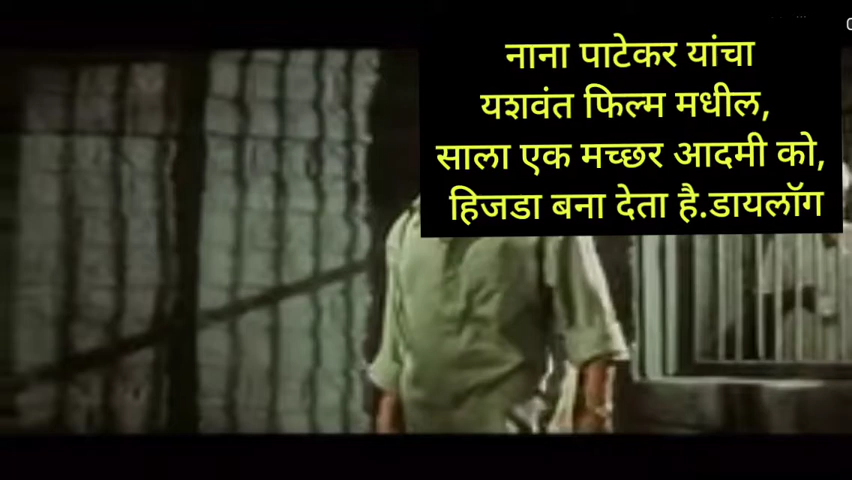 नाना पाटेकर यांचा
यशवंत फिल्म मधील,
साला एक मच्छर आदमी को,
हिजडा बना देता है.डायलॉग